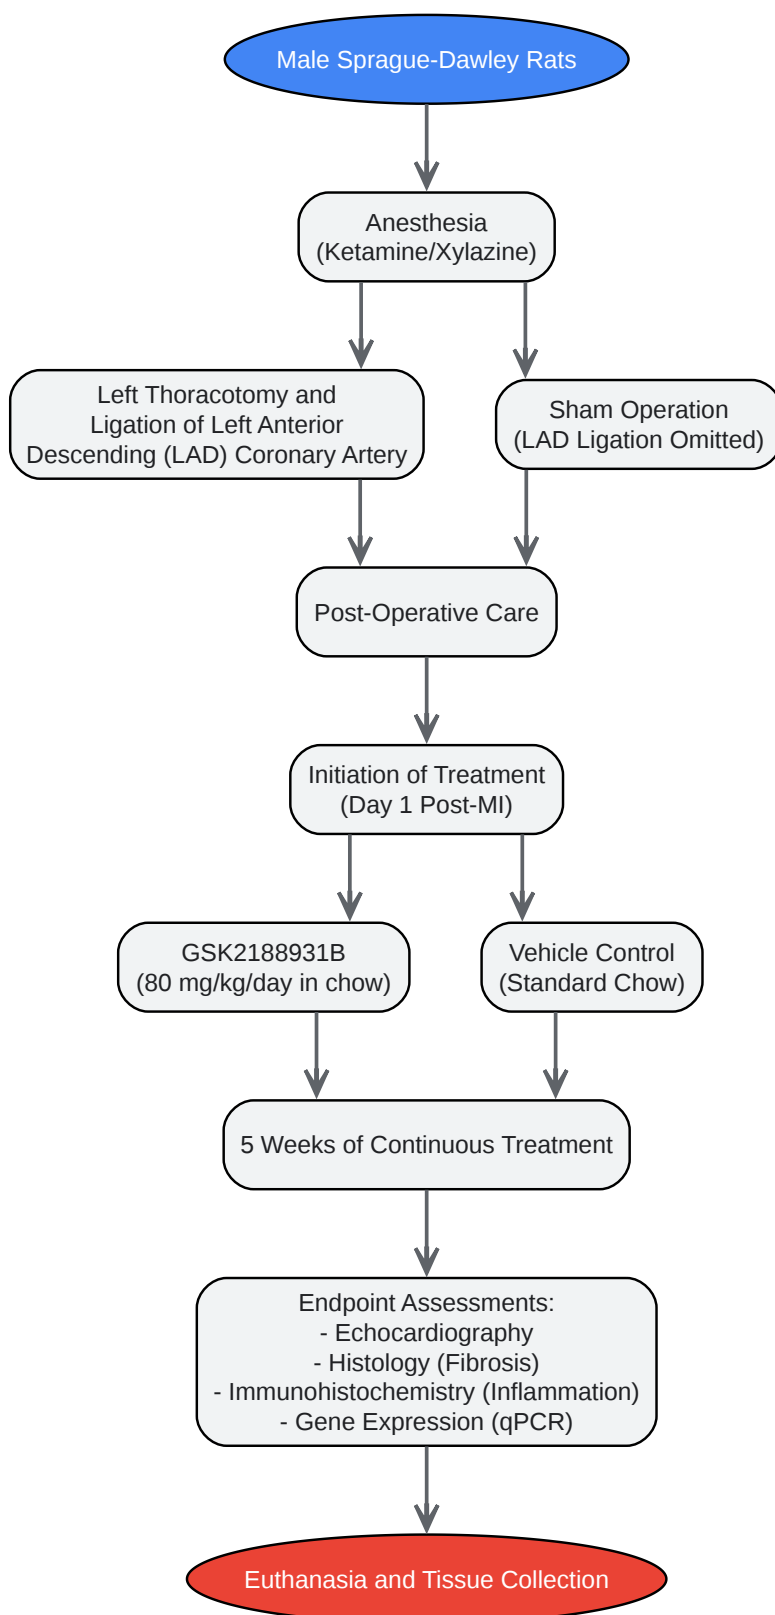 Male Sprague-Dawley Rats
Anesthesia
(Ketamine/Xylazine)
Left Thoracotomy and
Ligation of Left Anterior
Descending (LAD) Coronary Artery
Sham Operation
(LAD Ligation Omitted)
Post-Operative Care
Initiation of Treatment
(Day 1 Post-MI)
GSK2188931B
(80 mg/kg/day in chow)
Vehicle Control
(Standard Chow)
5 Weeks of Continuous Treatment
Endpoint Assessments:
- Echocardiography
- Histology (Fibrosis)
- Immunohistochemistry (Inflammation)
- Gene Expression (qPCR)
Euthanasia and Tissue Collection